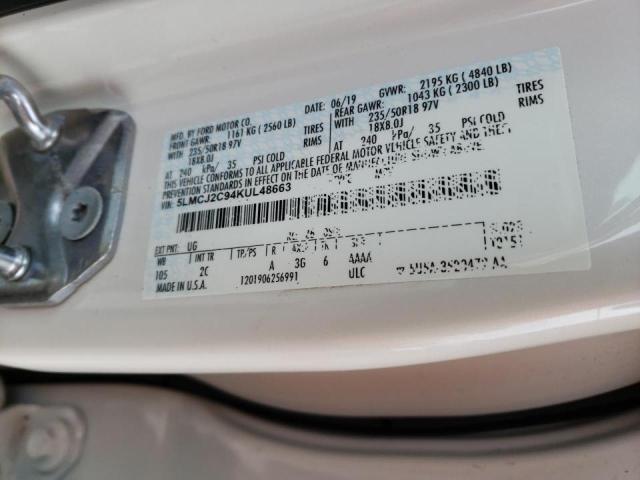 MFD. BY FORD MOTOR CO.
DATE: 06/19 GVWR: 2195 KG ( 4840 LB)
FRONT GAWR: 1161 KG ( 2560 LB) REAR GAWR: 1043 KG ( 2300 LB)
WITH 235/50R18 97V TIRES WITH 235/50R18 97V TIRES
18X8.0J RIMS 18X8.0J RIMS
AT 240 kPa/ 35 PSI COLD AT 240 kPa/ 35 PSI COLD
THIS VEHICLE CONFORMS TO ALL APPLICABLE FEDERAL MOTOR VEHICLE SAFETY AND THEFT
STANDARDS IN EFFECT ON THE DATE OF MANUFACTURE SHOWN ABOVE.
VIN: 5LMCJ2C94KUL48663
EXT PNT: UG
WB INT TR TP/PS R
105 2C A 3G 6 AAAA
MADE IN U.S.A. 120190625699 ULC